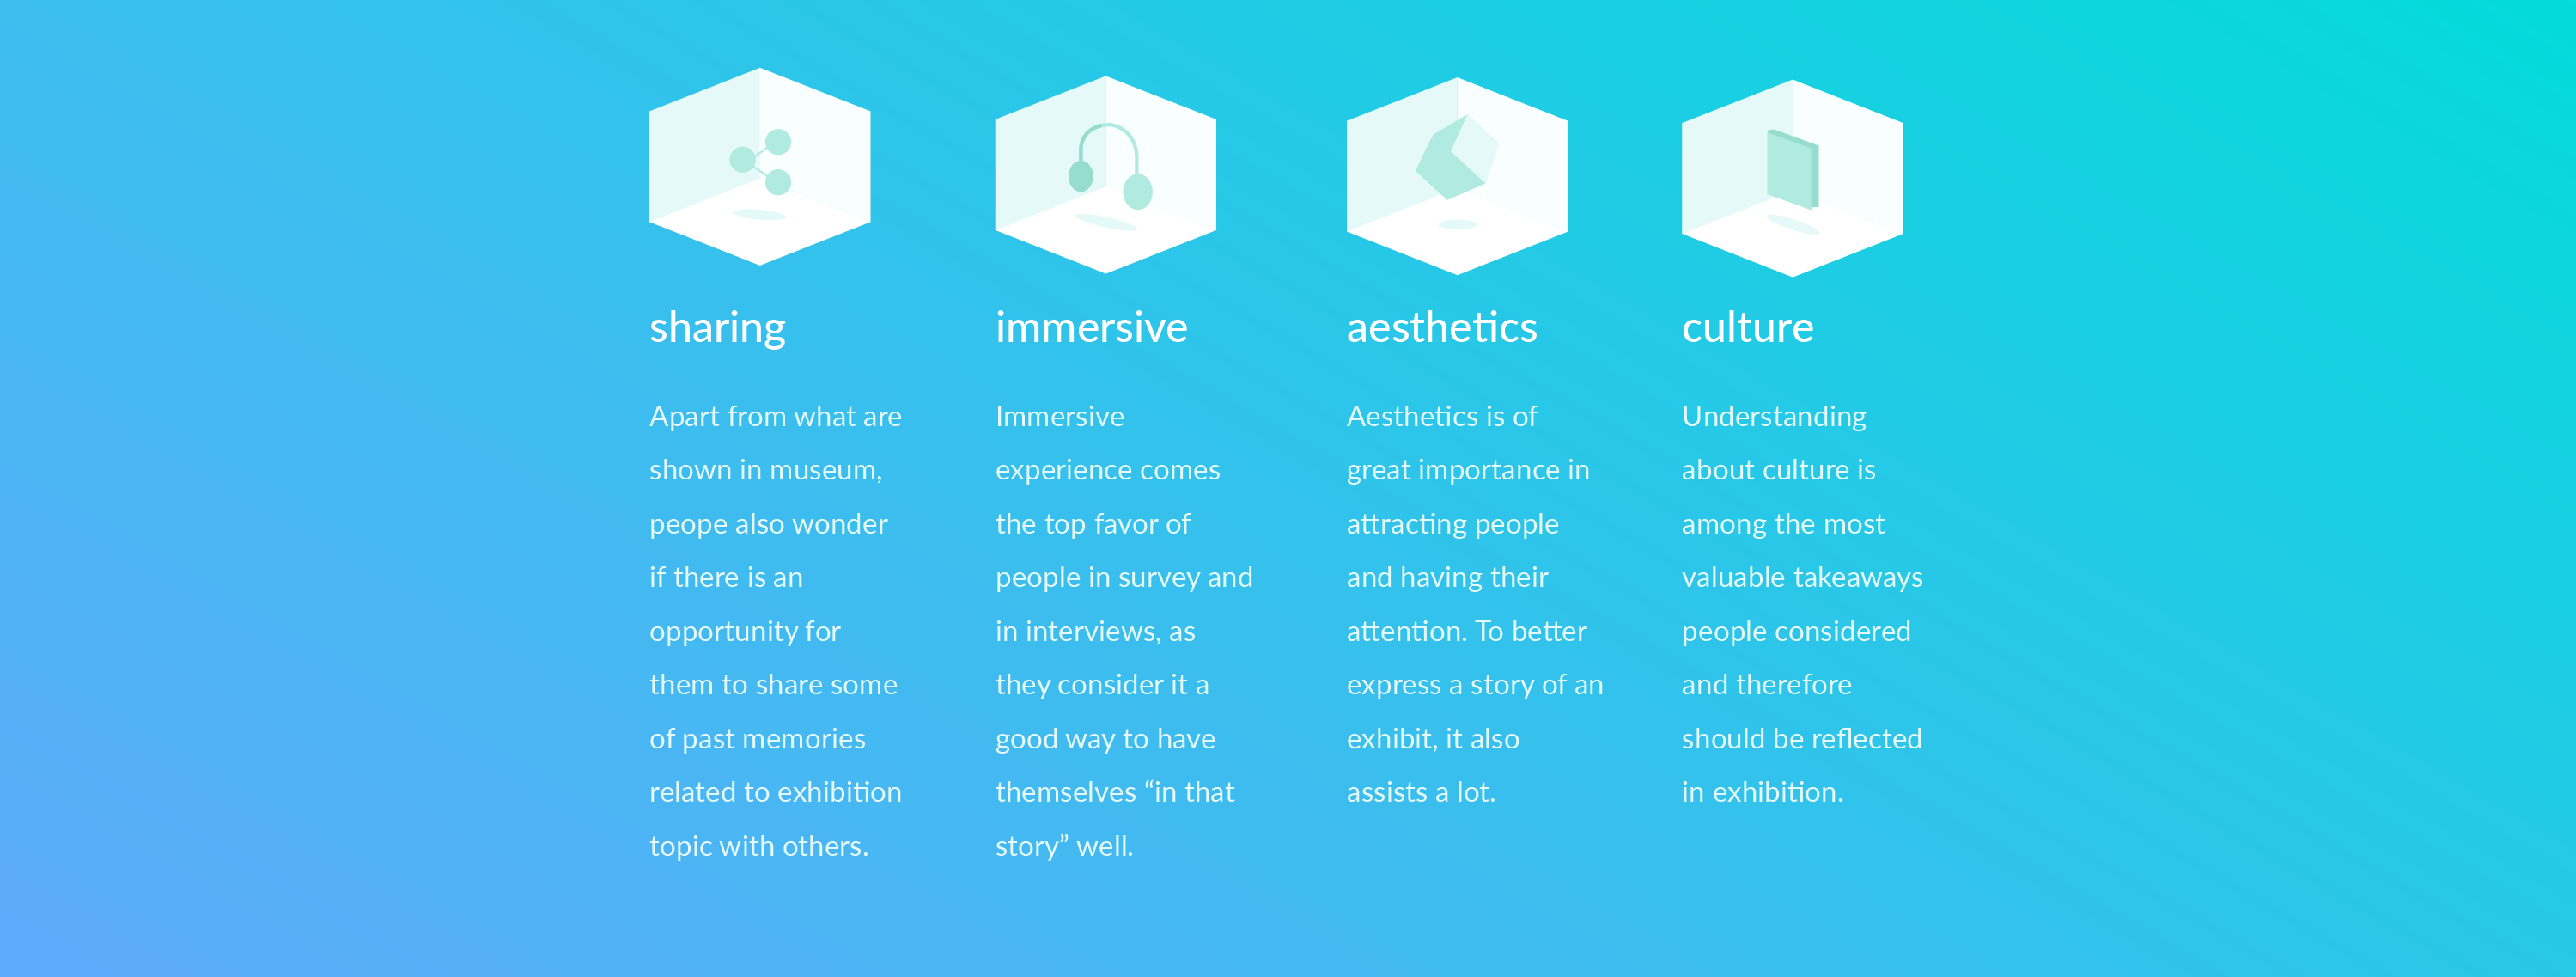 sharing
Apart from what are
shown in museum,
peope also wonder
if there is an
opportunity for
them to share some
of past memories
related to exhibition
topic with others.
immersive
Immersive
experience comes
the top favor of
people in survey and
in interviews, as
they consider it a
good way to have
themselves “in that
story” well.
aesthetics
Aesthetics is of
great importance in
attracting people
and having their
attention. To better
express a story of an
exhibit, it also
assists a lot.
culture
Understanding
about culture is
among the most
valuable takeaways
people considered
and therefore
should be reflected
in exhibition.